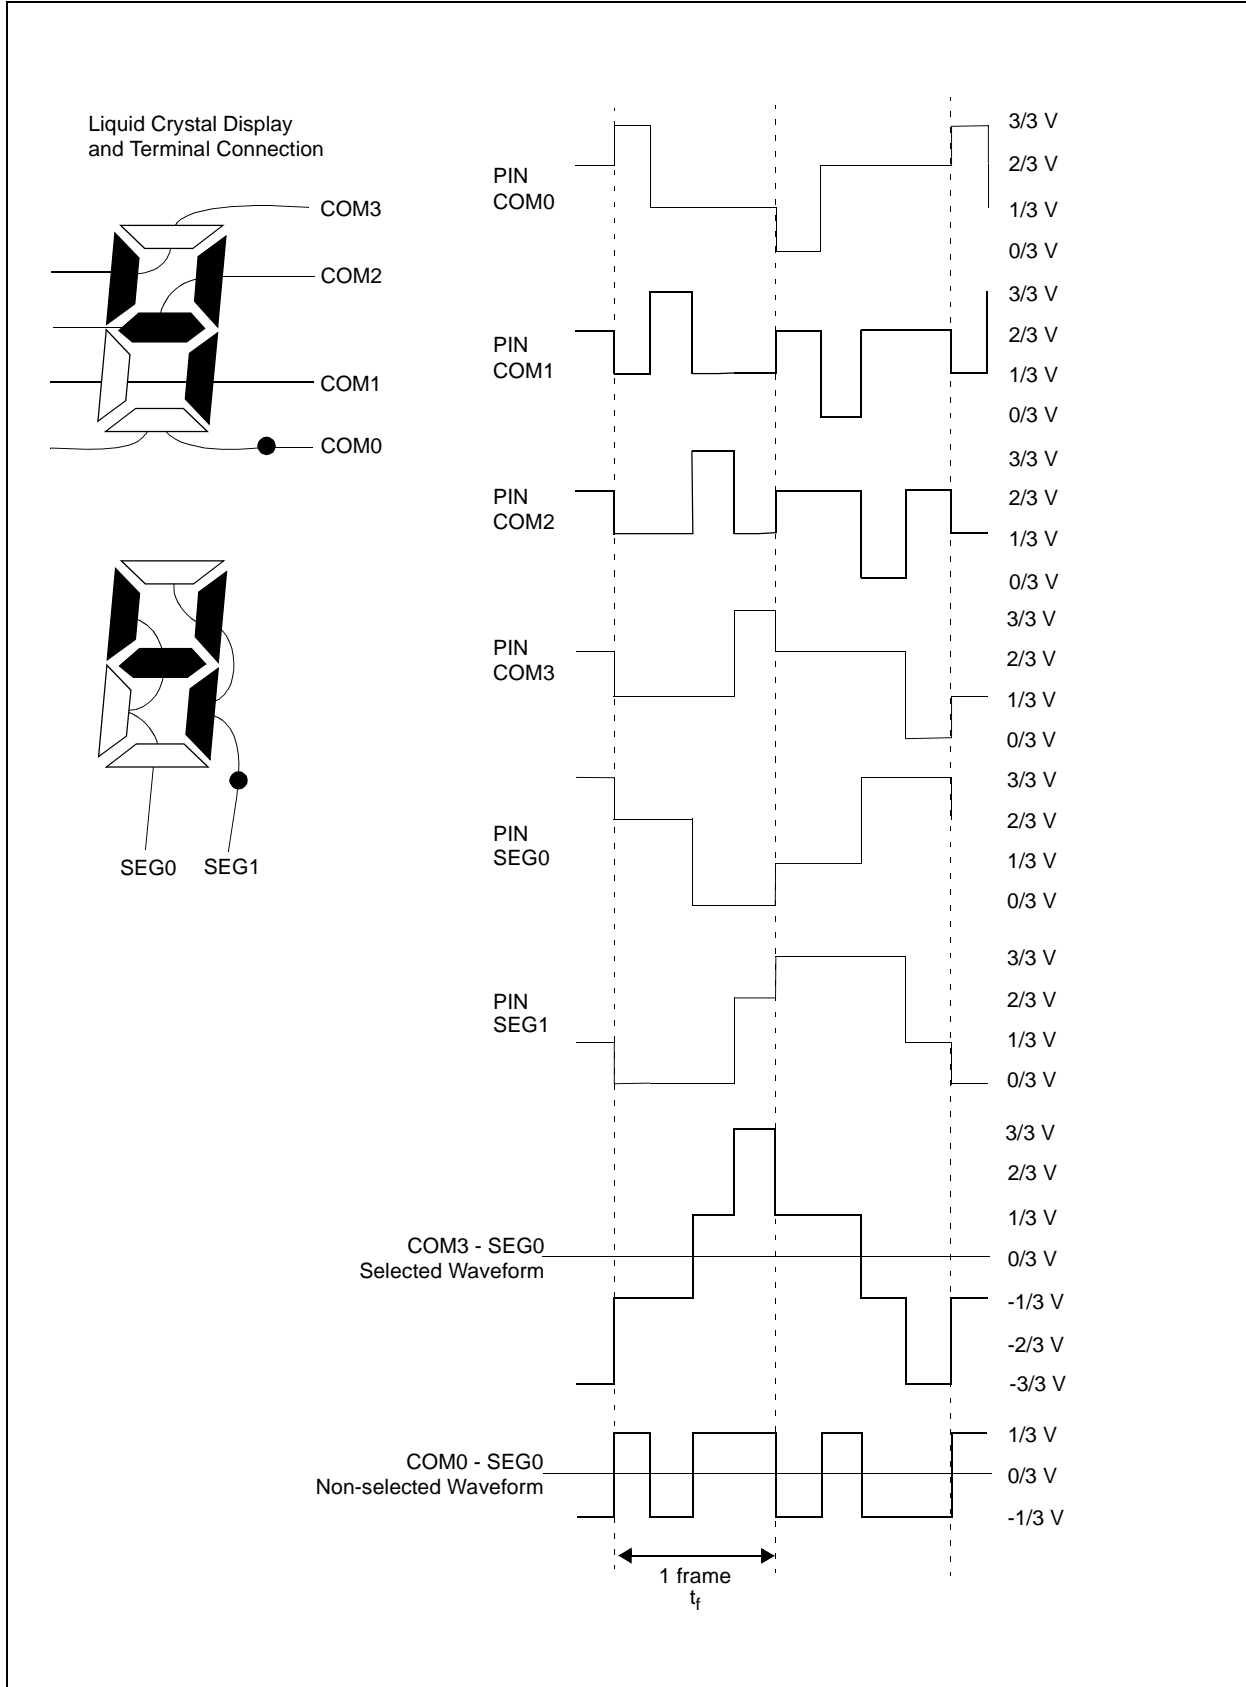 Liquid Crystal Display
and Terminal Connection
COM3
COM2
COM1
COM0
SEG0 SEG1
PIN
COM0
3/3 V
2/3 V
1/3 V
0/3 V
PIN
COM1
3/3 V
2/3 V
1/3 V
0/3 V
PIN
COM2
3/3 V
2/3 V
1/3 V
0/3 V
PIN
COM3
3/3 V
2/3 V
1/3 V
0/3 V
PIN
SEG0
3/3 V
2/3 V
1/3 V
0/3 V
PIN
SEG1
3/3 V
2/3 V
1/3 V
0/3 V
COM3 - SEG0
Selected Waveform
3/3 V
2/3 V
1/3 V
0/3 V
-1/3 V
-2/3 V
-3/3 V
COM0 - SEG0
Non-selected Waveform
1/3 V
0/3 V
-1/3 V
1 frame
tf